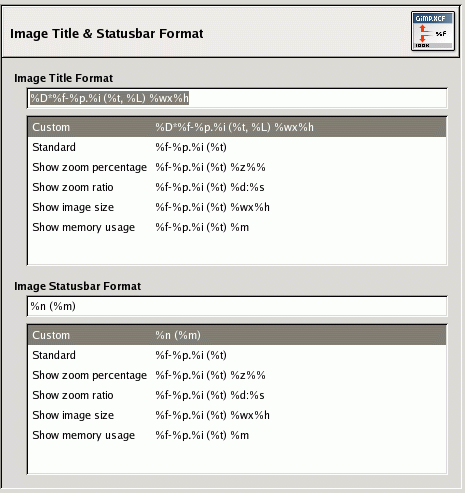 GIMP.XCF
%f
100K
Image Title & Statusbar Format
Image Title Format
%D*%f-%p.%i (%t, %L) %wx%h
Custom %D*%f-%p.%i (%t, %L) %wx%h
Standard %f-%p.%i (%t)
Show zoom percentage %f-%p.%i (%t) %z%%
Show zoom ratio %f-%p.%i (%t) %d:%s
Show image size %f-%p.%i (%t) %wx%h
Show memory usage %f-%p.%i (%t) %m
Image Statusbar Format
%n (%m)
Custom %n (%m)
Standard %f-%p.%i (%t)
Show zoom percentage %f-%p.%i (%t) %z%%
Show zoom ratio %f-%p.%i (%t) %d:%s
Show image size %f-%p.%i (%t) %wx%h
Show memory usage %f-%p.%i (%t) %m